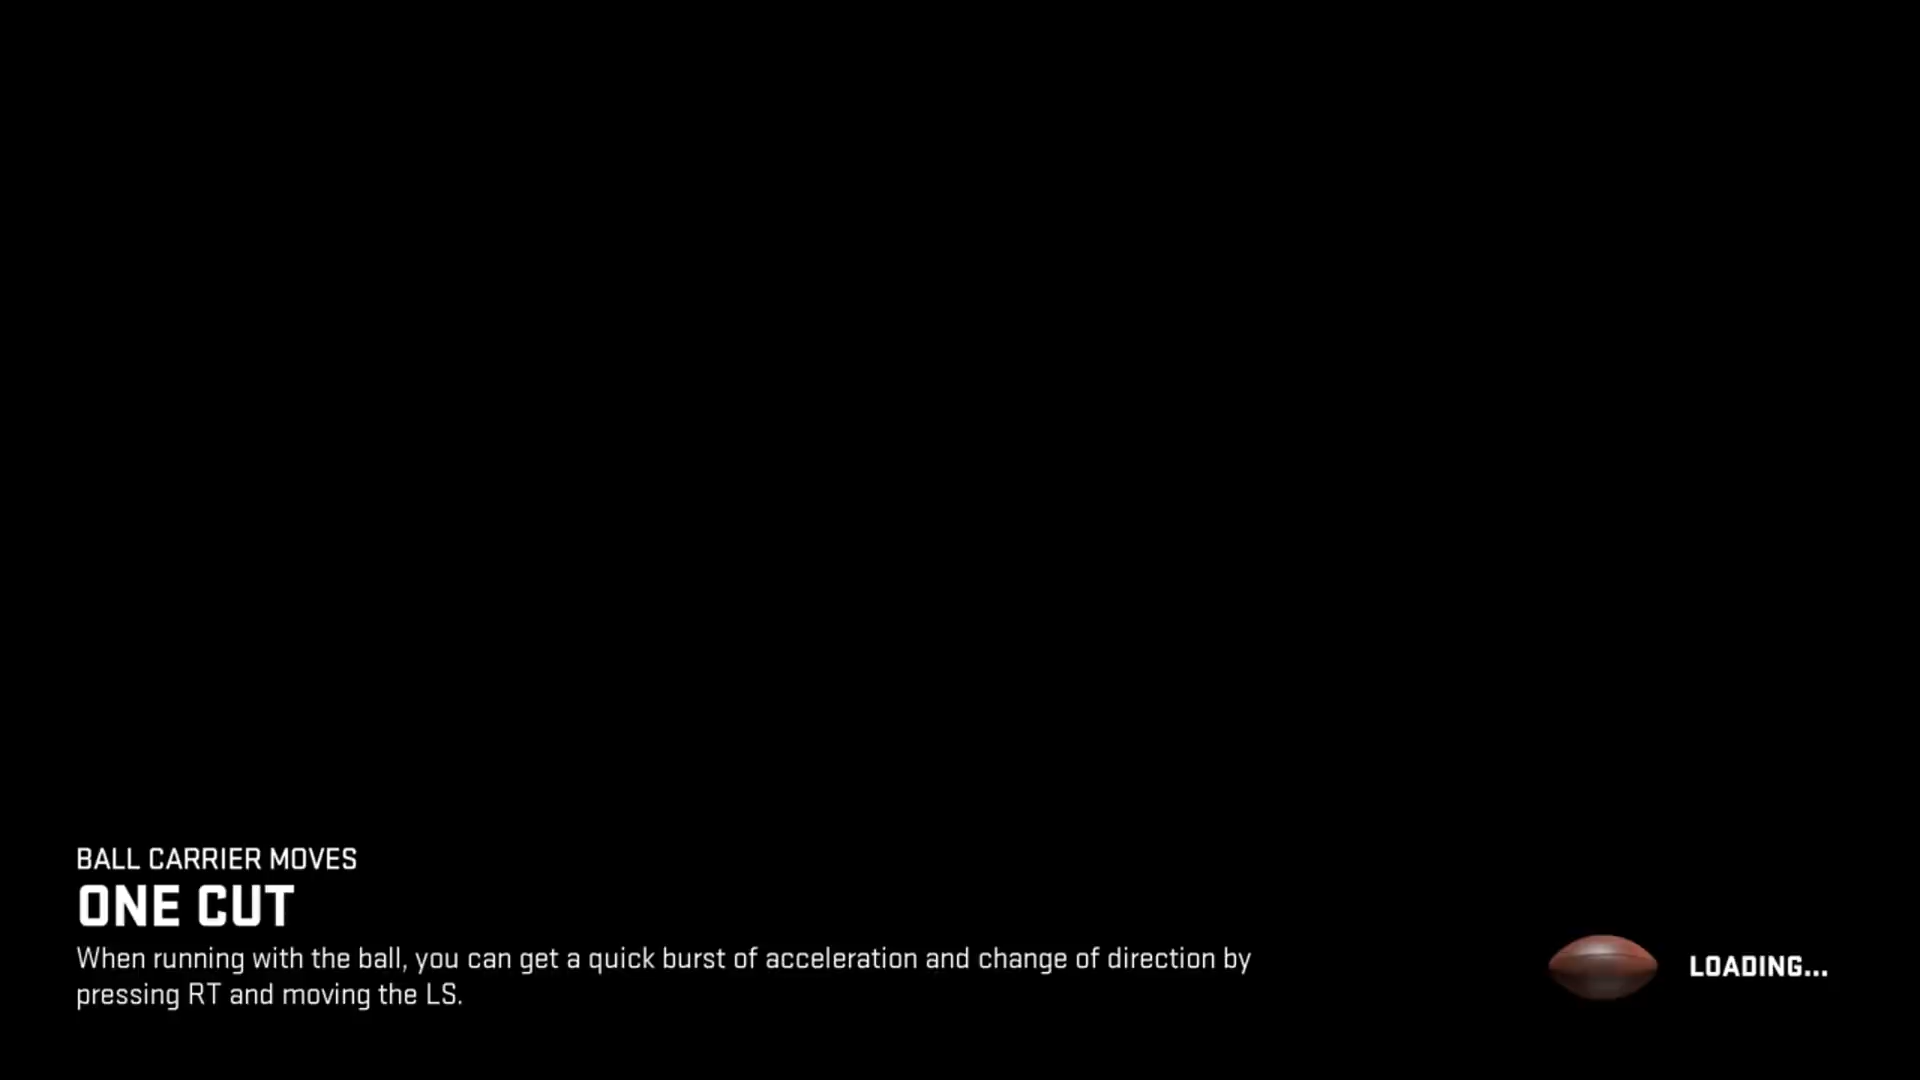 BALL CARRIER MOVES
ONE CUT
When running with the ball, you can get a quick burst of acceleration and change of direction by
pressing RT and moving the LS.
LOADING...